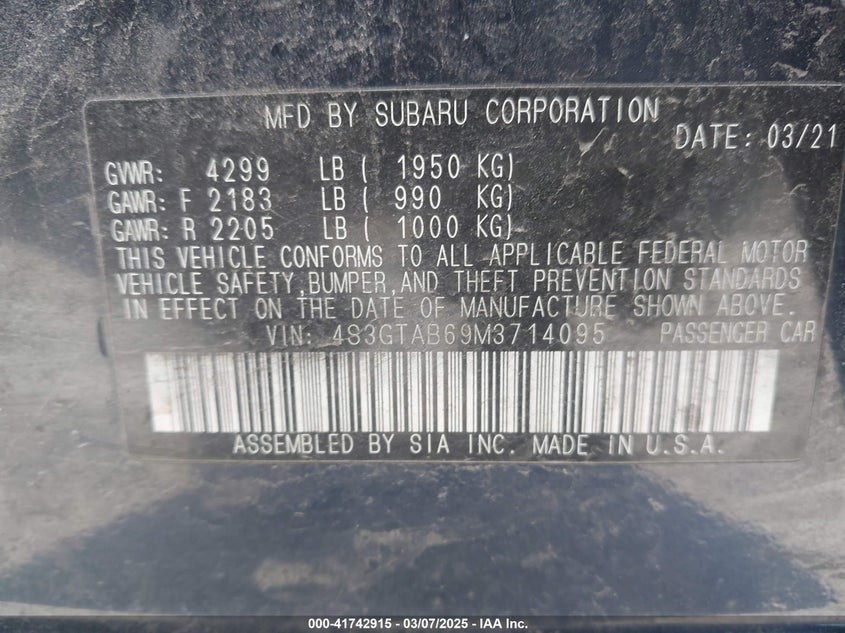 MFD BY SUBARU CORPORATION
DATE: 03/21
GVWR: 4299 LB ( 1950 KG)
GAWR: F 2183 LB ( 990 KG)
GAWR: R 2205 LB ( 1000 KG)
THIS VEHICLE CONFORMS TO ALL APPLICABLE FEDERAL MOTOR
VEHICLE SAFETY,BUMPER,AND THEFT PREVENTION STANDARDS
IN EFFECT ON THE DATE OF MANUFACTURE SHOWN ABOVE.
VIN: 4S3GTAB69M3714095 PASSENGER CAR
ASSEMBLED BY SIA INC. MADE IN U.S.A.
000-41742915 — 03/07/2025 — IAA Inc.